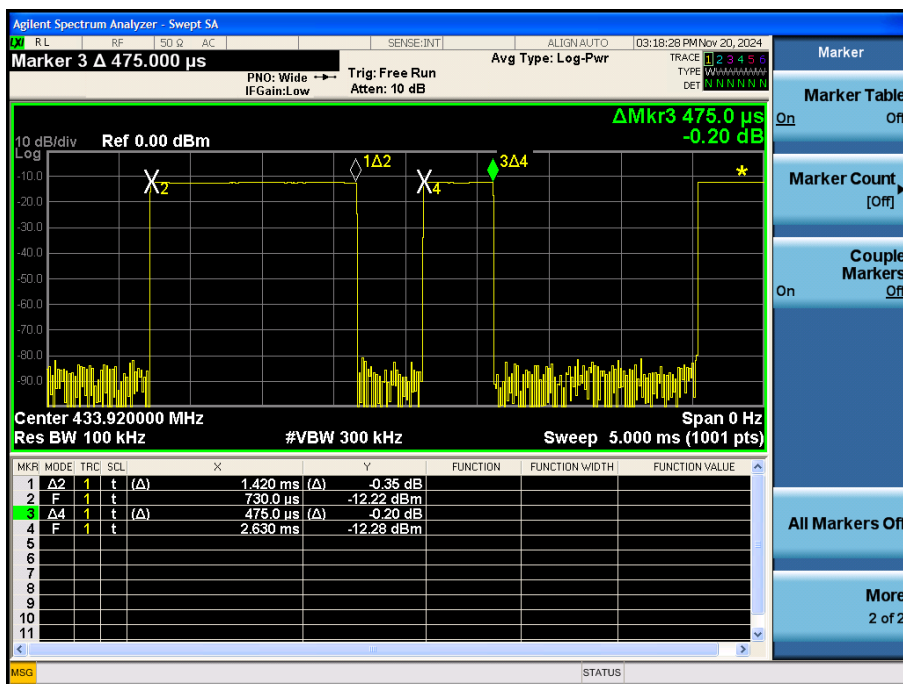 Agilent Spectrum Analyzer - Swept SA
LXI RL RF 50 Ω AC SENSE:INT ALIGN AUTO 03:18:28 PM Nov 20, 2024
Marker 3 Δ 475.000 µs
PNO: Wide
IFGain:Low
Trig: Free Run
Atten: 10 dB
Avg Type: Log-Pwr
TRACE 1 2 3 4 5 6
TYPE
DET N N N N N N
ΔMkr3 475.0 µs
-0.20 dB
10 dB/div Ref 0.00 dBm
Log
1Δ2
3Δ4
*
-10.0
2
4
-20.0
-30.0
-40.0
-50.0
-60.0
-70.0
-80.0
-90.0
Center 433.920000 MHz Span 0 Hz
Res BW 100 kHz #VBW 300 kHz Sweep 5.000 ms (1001 pts)
MKR MODE TRC SCL X Y FUNCTION FUNCTION WIDTH FUNCTION VALUE
1 Δ2 1 t (Δ) 1.420 ms (Δ) -0.35 dB
2 F 1 t 730.0 µs -12.22 dBm
3 Δ4 1 t (Δ) 475.0 µs (Δ) -0.20 dB
4 F 1 t 2.630 ms -12.28 dBm
5
6
7
8
9
10
11
MSG STATUS
Marker
Marker Table
On Off
Marker Count
[Off]
Couple
Markers
On Off
All Markers Off
More
2 of 2